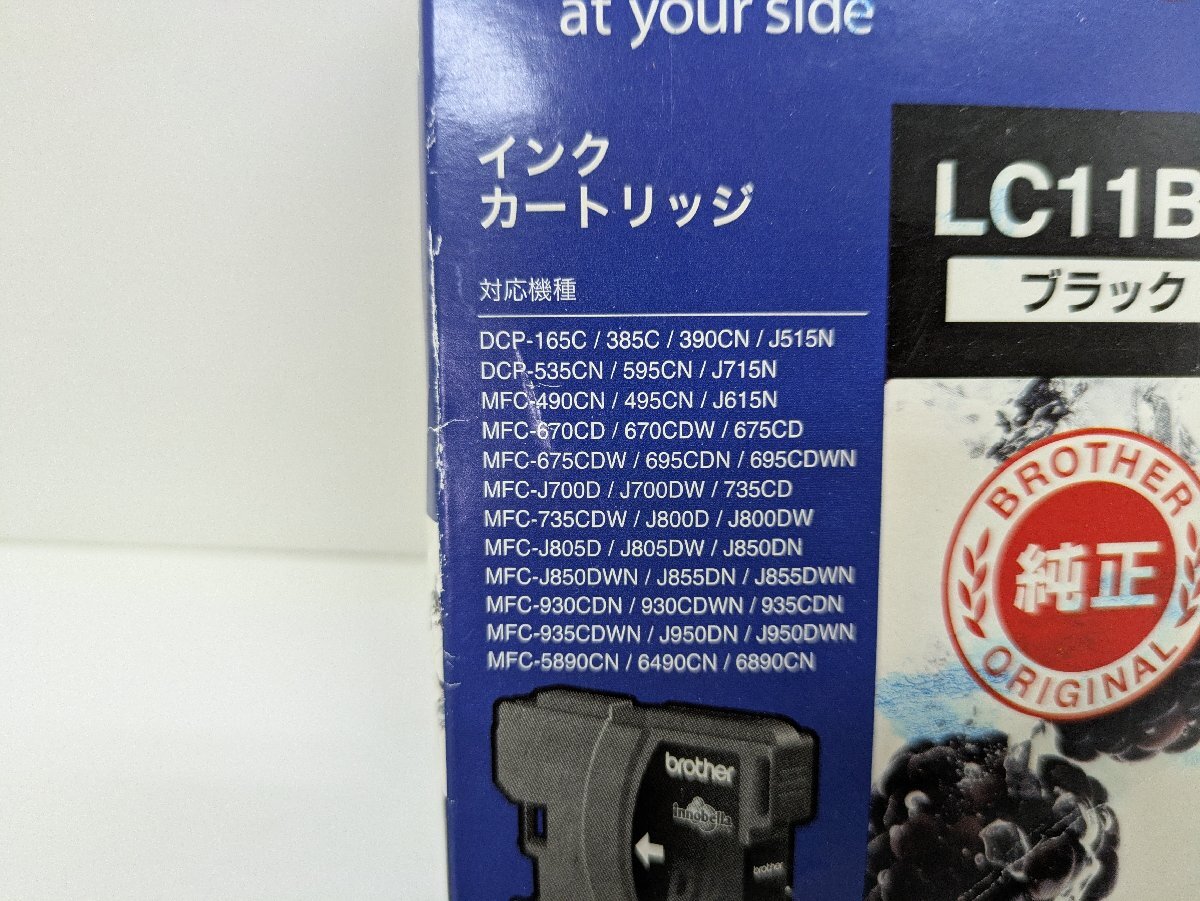 at your side
インク
カートリッジ
対応機種
DCP-165C / 385C / 390CN / J515N
DCP-535CN / 595CN / J715N
MFC-490CN / 495CN / J615N
MFC-670CD / 670CDW / 675CD
MFC-675CDW / 695CDN / 695CDWN
MFC-J700D / J700DW / 735CD
MFC-735CDW / J800D / J800DW
MFC-J805D / J805DW / J850DN
MFC-J850DWN / J855DN / J855DWN
MFC-930CDN / 930CDWN / 935CDN
MFC-935CDWN / J950DN / J950DWN
MFC-5890CN / 6490CN / 6890CN
brother
innobella
brother
LC11B
ブラック
BROTHER
純正
ORIGINAL